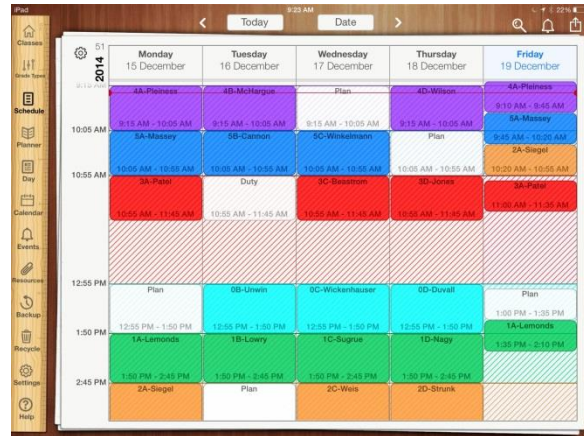 iPad 9:23 AM 22%
Today Date
Classes
Grade Types
Schedule
Planner
Day
Calendar
Events
Resources
Backup
Recycle
Settings
Help
51
2014
Monday Tuesday Wednesday Thursday Friday
15 December 16 December 17 December 18 December 19 December
4A-Pleiness 4B-McHargue Plan 4D-Wilson 4A-Pleiness
9:15 AM - 10:05 AM 9:15 AM - 10:05 AM 9:15 AM - 10:05 AM 9:15 AM - 10:05 AM 9:10 AM - 9:45 AM
10:05 AM 5A-Massey 5B-Cannon 5C-Winkelmann Plan 5A-Massey
10:05 AM - 10:55 AM 10:05 AM - 10:55 AM 10:05 AM - 10:55 AM 10:05 AM - 10:55 AM 9:45 AM - 10:20 AM
2A-Siegel
10:20 AM - 10:55 AM
10:55 AM 3A-Patel Duty 3C-Baastrom 3D-Jones 3A-Patel
10:55 AM - 11:45 AM 10:55 AM - 11:45 AM 10:55 AM - 11:45 AM 10:55 AM - 11:45 AM 11:00 AM - 11:35 AM
12:55 PM Plan 0B-Unwin 0C-Wickenhauser 0D-Duvall Plan
12:55 PM - 1:50 PM 12:55 PM - 1:50 PM 12:55 PM - 1:50 PM 12:55 PM - 1:50 PM 1:00 PM - 1:35 PM
1:50 PM 1A-Lemonds 1B-Lowry 1C-Sugrue 1D-Nagy 1A-Lemonds
1:50 PM - 2:45 PM 1:50 PM - 2:45 PM 1:50 PM - 2:45 PM 1:50 PM - 2:45 PM 1:35 PM - 2:10 PM
2:45 PM 2A-Siegel Plan 2C-Weis 2D-Strunk